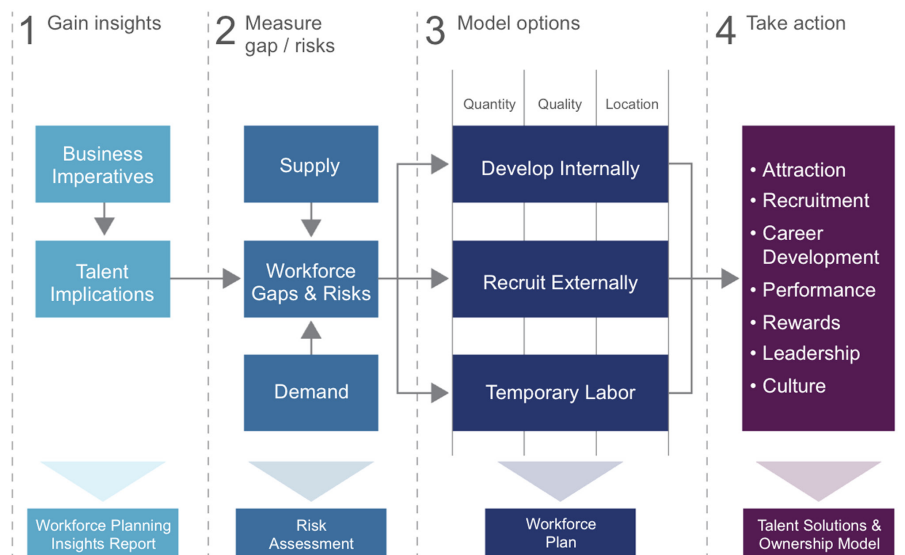 1 Gain insights
2 Measure
gap / risks
3 Model options
4 Take action
Quantity Quality Location
Business
Imperatives
Talent
Implications
Supply
Workforce
Gaps & Risks
Demand
Develop Internally
Recruit Externally
Temporary Labor
• Attraction
• Recruitment
• Career
Development
• Performance
• Rewards
• Leadership
• Culture
Workforce Planning
Insights Report
Risk
Assessment
Workforce
Plan
Talent Solutions &
Ownership Model